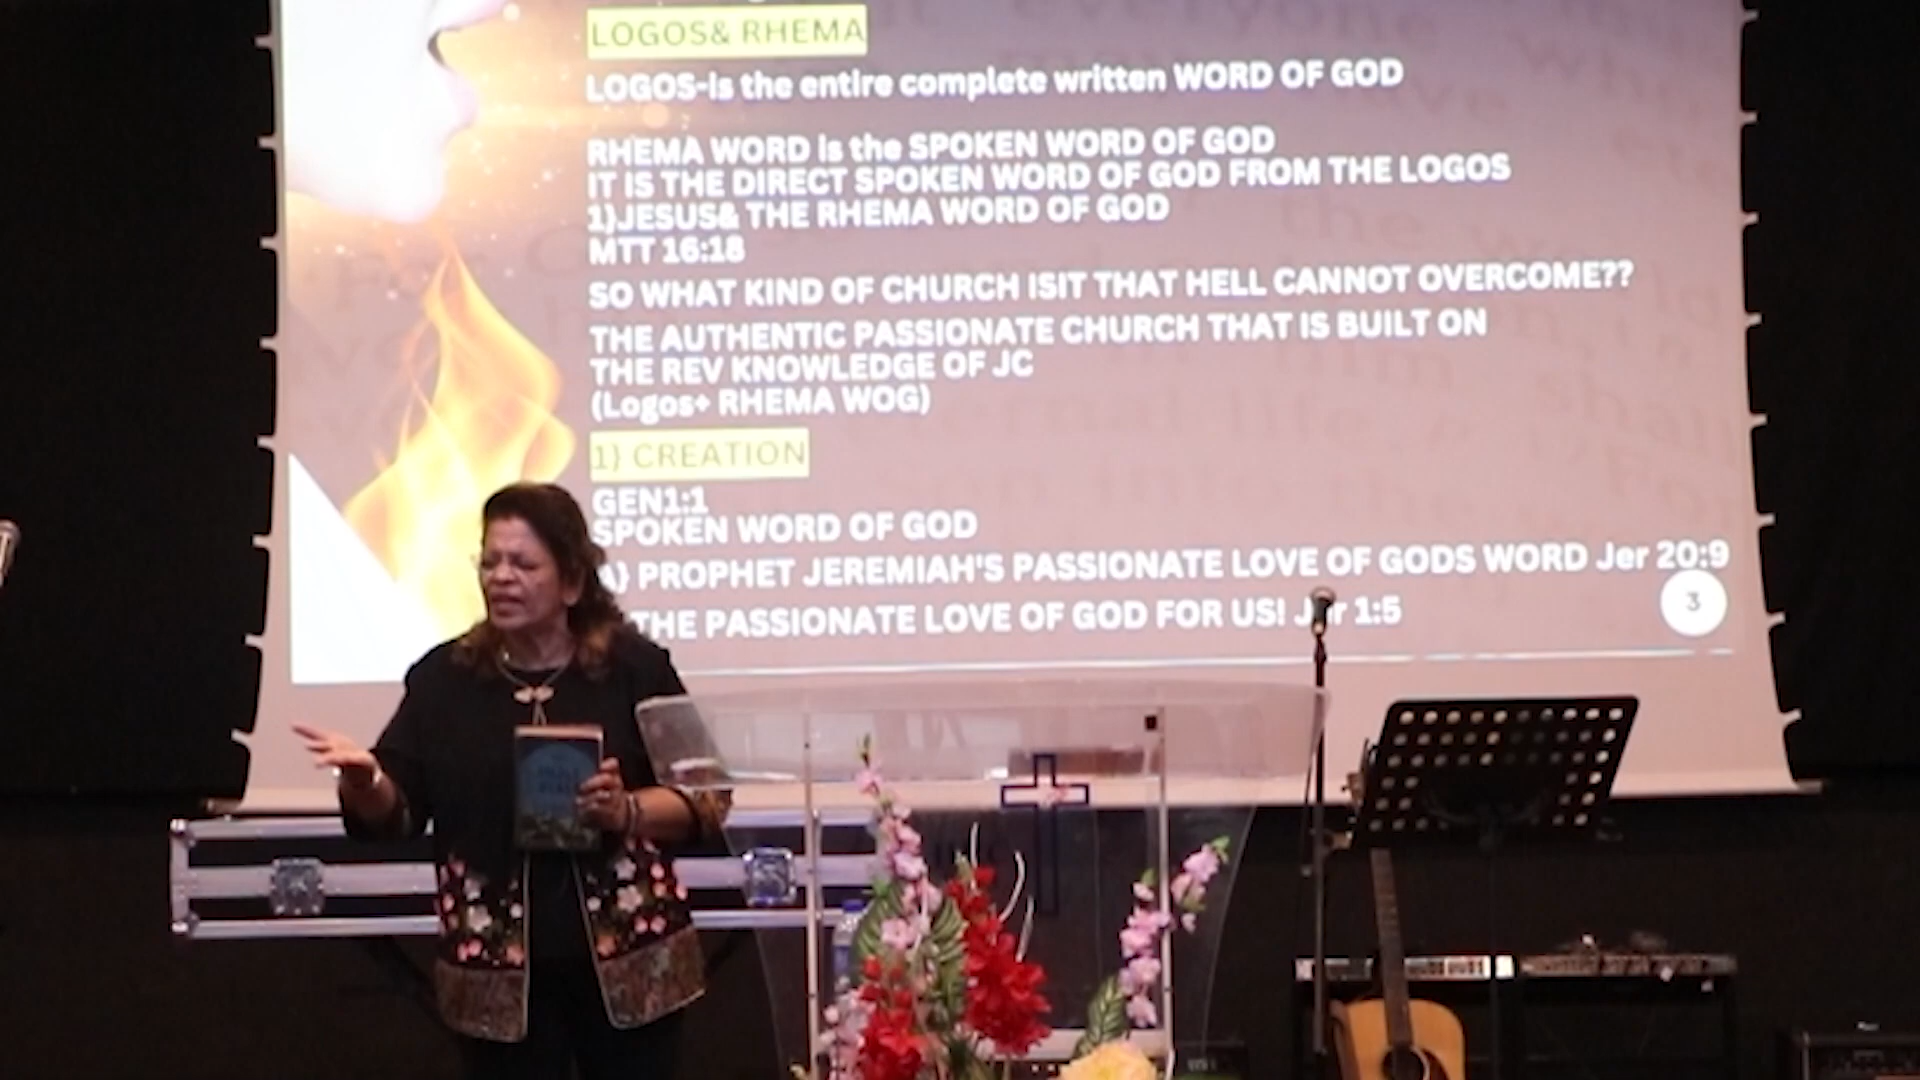 LOGOS& RHEMA
LOGOS-is the entire complete written WORD OF GOD
RHEMA WORD is the SPOKEN WORD OF GOD
IT IS THE DIRECT SPOKEN WORD OF GOD FROM THE LOGOS
1)JESUS& THE RHEMA WORD OF GOD
MTT 16:18
SO WHAT KIND OF CHURCH ISIT THAT HELL CANNOT OVERCOME??
THE AUTHENTIC PASSIONATE CHURCH THAT IS BUILT ON
THE REV KNOWLEDGE OF JC
(Logos+ RHEMA WOG)
1) CREATION
GEN1:1
SPOKEN WORD OF GOD
A) PROPHET JEREMIAH'S PASSIONATE LOVE OF GODS WORD Jer 20:9
THE PASSIONATE LOVE OF GOD FOR US! Jer 1:5
3